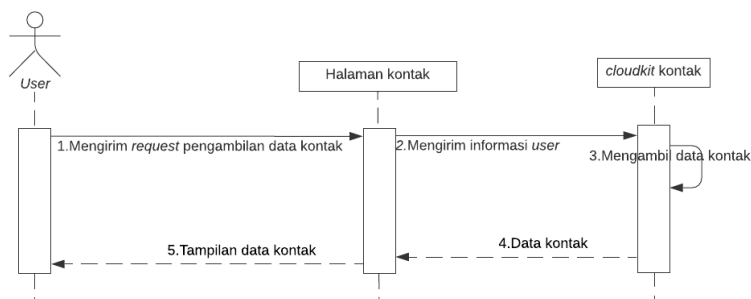 User
Halaman kontak
cloudkit kontak
1.Mengirim request pengambilan data kontak
2.Mengirim informasi user
3.Mengambil data kontak
4.Data kontak
5.Tampilan data kontak